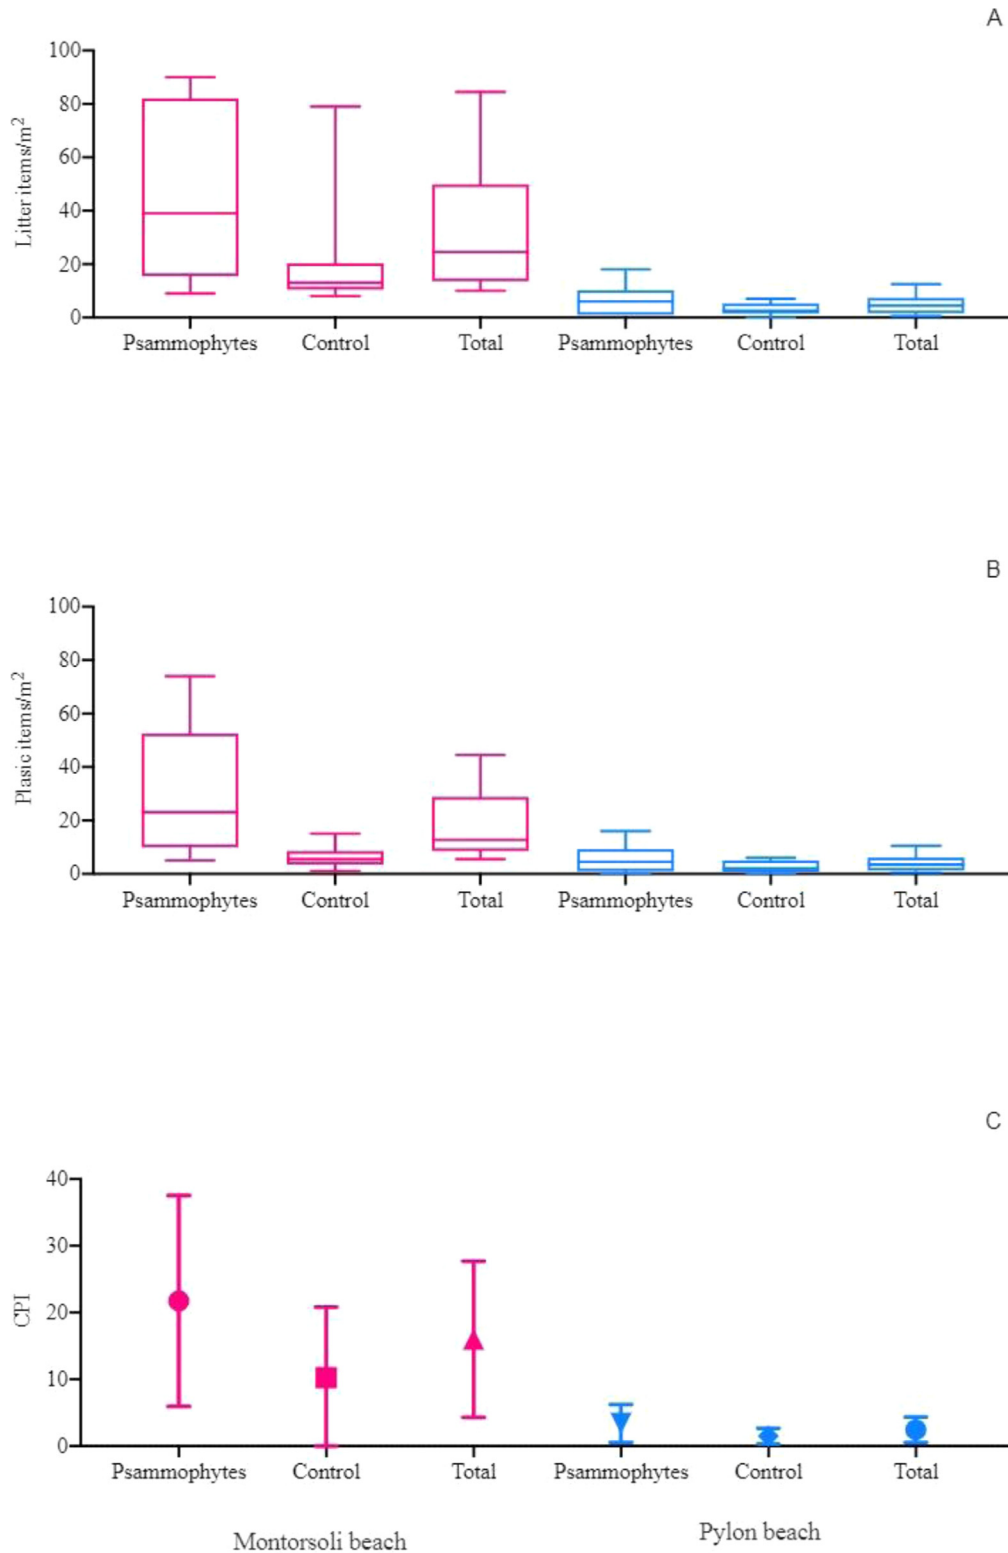 A
100
80
60
40
20
0
Litter items/m²
Psammophytes Control Total Psammophytes Control Total
B
100
80
60
40
20
0
Plasic items/m²
Psammophytes Control Total Psammophytes Control Total
C
40
30
20
10
0
CPI
Psammophytes Control Total Psammophytes Control Total
Montorsoli beach Pylon beach